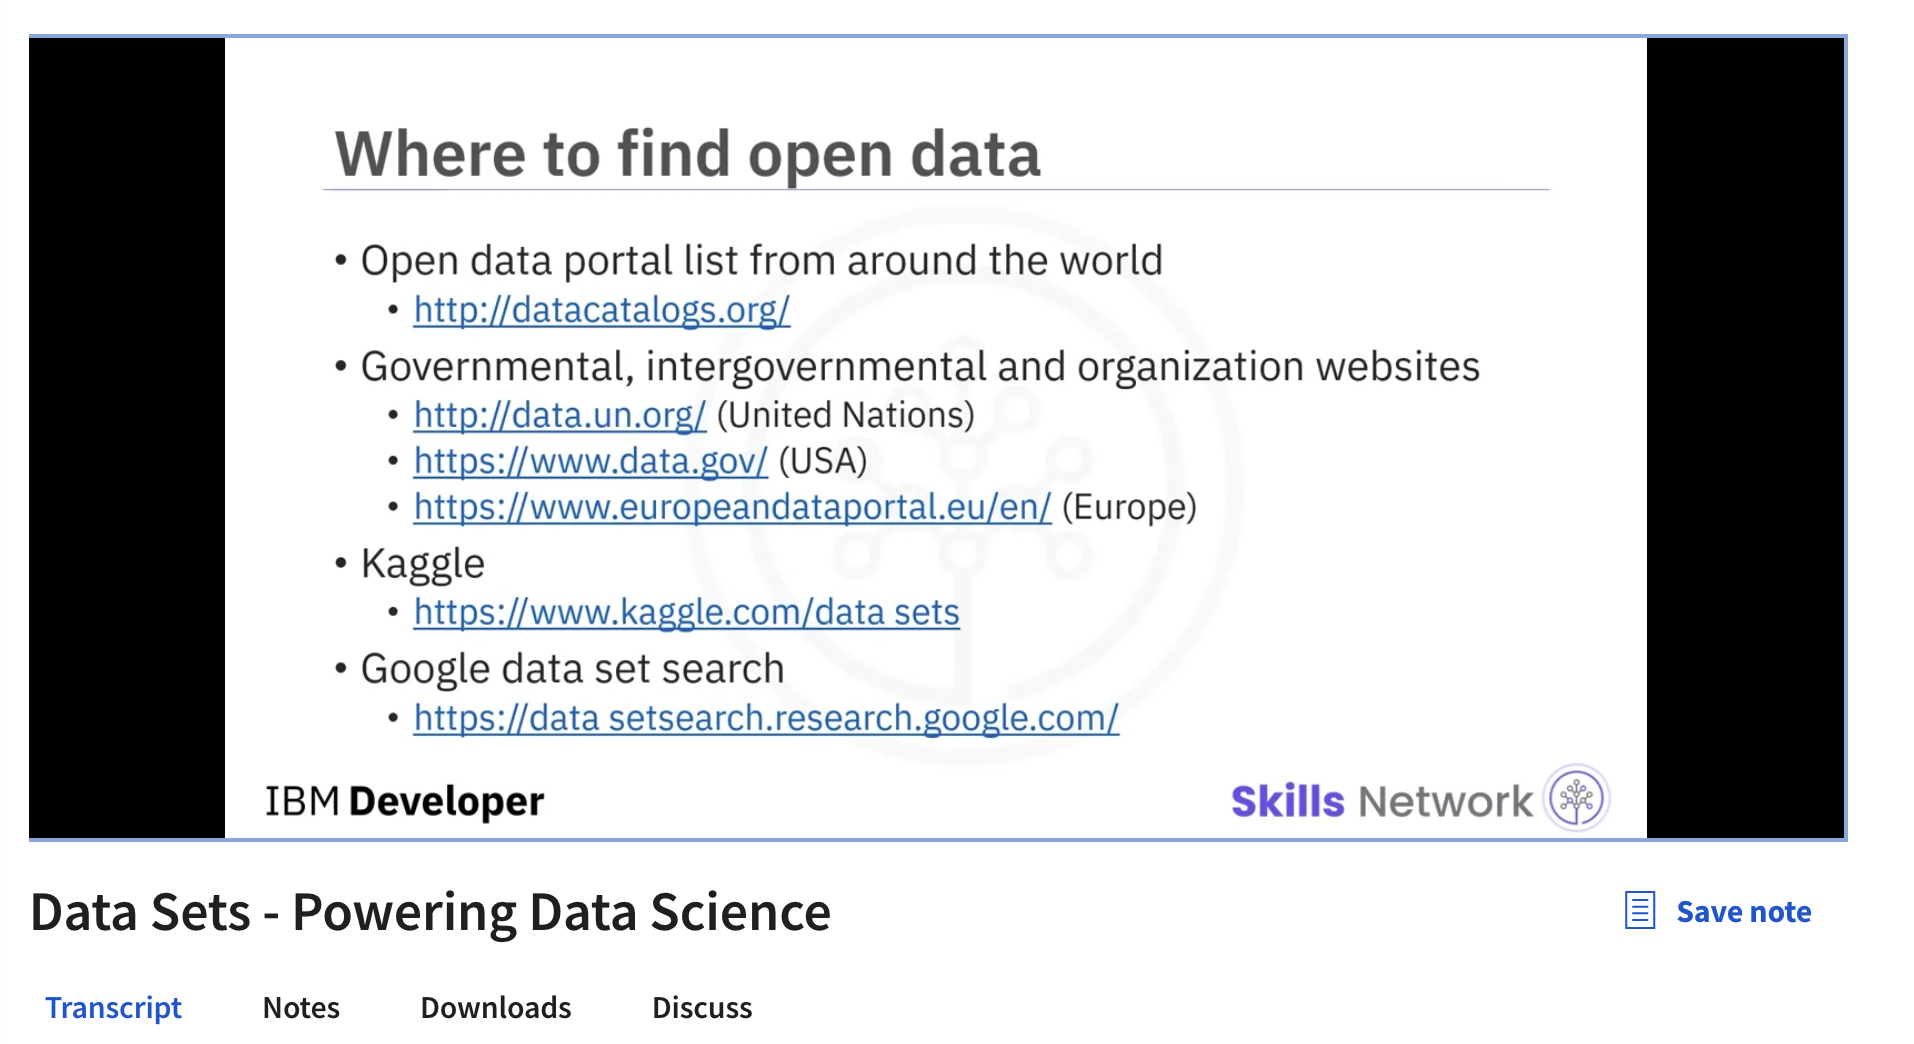 Where to find open data
• Open data portal list from around the world
• http://datacatalogs.org/
• Governmental, intergovernmental and organization websites
• http://data.un.org/ (United Nations)
• https://www.data.gov/ (USA)
• https://www.europeandataportal.eu/en/ (Europe)
• Kaggle
• https://www.kaggle.com/data sets
• Google data set search
• https://data setsearch.research.google.com/
IBM Developer
Skills Network
Data Sets - Powering Data Science
Save note
Transcript Notes Downloads Discuss